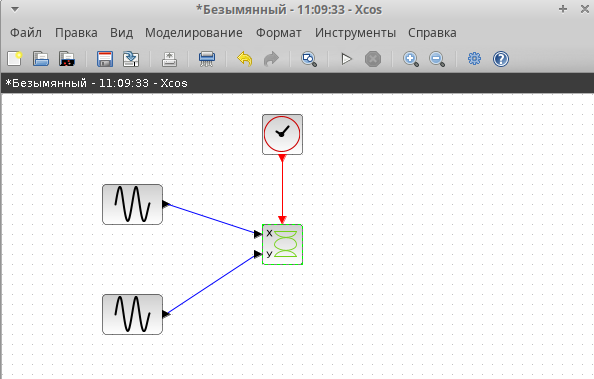 *Безымянный - 11:09:33 - Xcos
Файл Правка Вид Моделирование Формат Инструменты Справка
*Безымянный - 11:09:33 - Xcos
X
y